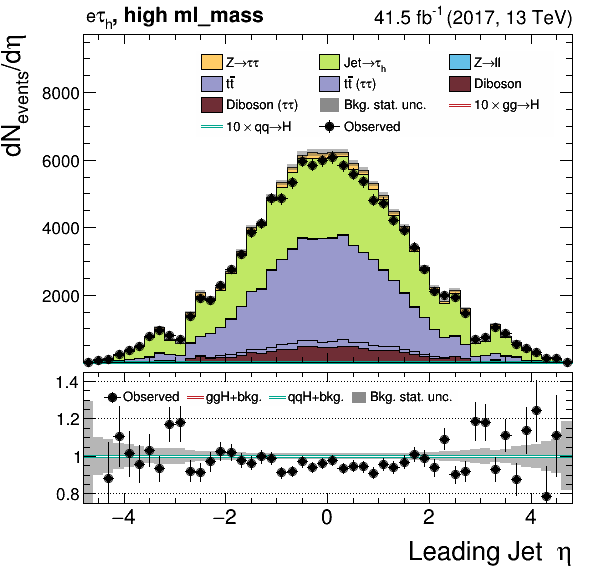 eτh, high ml_mass 41.5 fb-1 (2017, 13 TeV)
dNevents/dη
Z→ττ Jet→τh Z→ll
tt̄ tt̄ (ττ) Diboson
Diboson (ττ) Bkg. stat. unc. 10 × gg→H
10 × qq→H Observed
8000
6000
4000
2000
Observed ggH+bkg. qqH+bkg. Bkg. stat. unc.
1.4
1.2
1
0.8
−4 −2 0 2 4
Leading Jet η